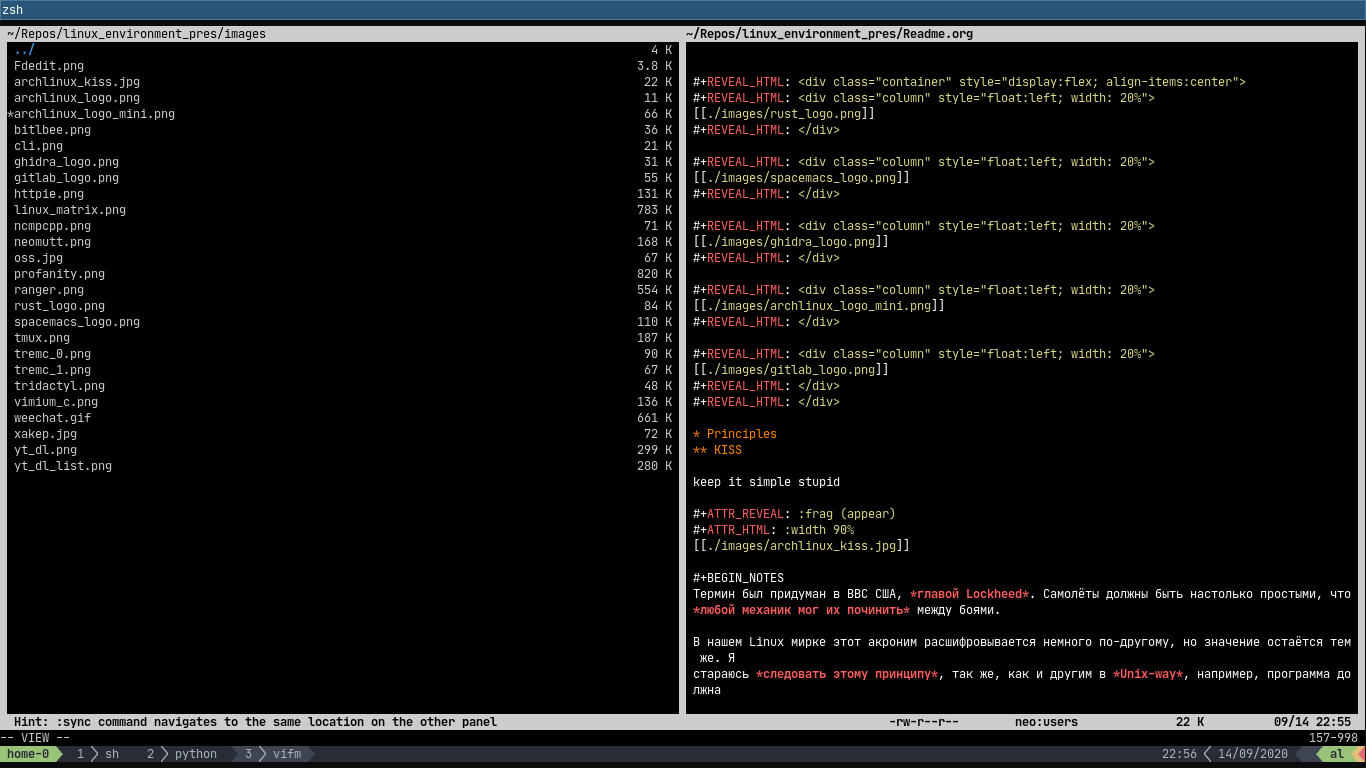 zsh
~/Repos/linux_environment_pres/images
../ 4 K
Fdedit.png 3.8 K
archlinux_kiss.jpg 22 K
archlinux_logo.png 11 K
*archlinux_logo_mini.png 66 K
bitlbee.png 36 K
cli.png 21 K
ghidra_logo.png 31 K
gitlab_logo.png 55 K
httpie.png 131 K
linux_matrix.png 783 K
ncmpcpp.png 71 K
neomutt.png 168 K
oss.jpg 67 K
profanity.png 820 K
ranger.png 554 K
rust_logo.png 84 K
spacemacs_logo.png 110 K
tmux.png 187 K
tremc_0.png 90 K
tremc_1.png 67 K
tridactyl.png 48 K
vimium_c.png 136 K
weechat.gif 661 K
xakep.jpg 72 K
yt_dl.png 299 K
yt_dl_list.png 280 K
~/Repos/linux_environment_pres/Readme.org
#+REVEAL_HTML: <div class="container" style="display:flex; align-items:center">
#+REVEAL_HTML: <div class="column" style="float:left; width: 20%">
[[./images/rust_logo.png]]
#+REVEAL_HTML: </div>
#+REVEAL_HTML: <div class="column" style="float:left; width: 20%">
[[./images/spacemacs_logo.png]]
#+REVEAL_HTML: </div>
#+REVEAL_HTML: <div class="column" style="float:left; width: 20%">
[[./images/ghidra_logo.png]]
#+REVEAL_HTML: </div>
#+REVEAL_HTML: <div class="column" style="float:left; width: 20%">
[[./images/archlinux_logo_mini.png]]
#+REVEAL_HTML: </div>
#+REVEAL_HTML: <div class="column" style="float:left; width: 20%">
[[./images/gitlab_logo.png]]
#+REVEAL_HTML: </div>
#+REVEAL_HTML: </div>
* Principles
** KISS
keep it simple stupid
#+ATTR_REVEAL: :frag (appear)
#+ATTR_HTML: :width 90%
[[./images/archlinux_kiss.jpg]]
#+BEGIN_NOTES
Термин был придуман в ВВС США, *главой Lockheed*. Самолёты должны быть настолько простыми, что
*любой механик мог их починить* между боями.
В нашем Linux мирке этот акроним расшифровывается немного по-другому, но значение остаётся тем
же. Я
стараюсь *следовать этому принципу*, так же, как и другим в *Unix-way*, например, программа до
лжна
Hint: :sync command navigates to the same location on the other panel -rw-r--r-- neo:users 22 K 09/14 22:55
-- VIEW -- 157-998
home-0 1 sh 2 python 3 vifm 22:56 14/09/2020 al